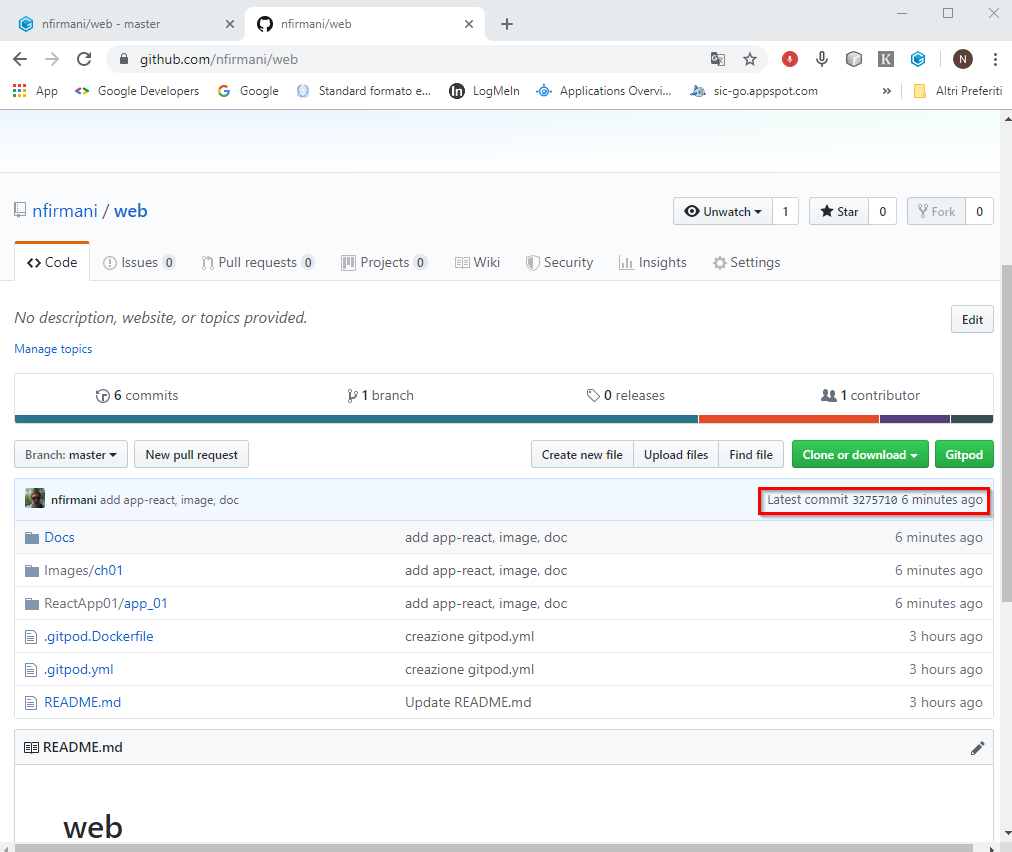 nfirmani/web - master
nfirmani/web
github.com/nfirmani/web
K
N
App
Google Developers
Google
Standard formato e...
in LogMeIn
Applications Overvi...
sic-go.appspot.com
»
Altri Preferiti
nfirmani / web
Unwatch 1
Star 0
Fork 0
Code
Issues 0
Pull requests 0
Projects 0
Wiki
Security
Insights
Settings
No description, website, or topics provided.
Edit
Manage topics
6 commits
1 branch
0 releases
1 contributor
Branch: master
New pull request
Create new file
Upload files
Find file
Clone or download
Gitpod
nfirmani add app-react, image, doc
Latest commit 3275710 6 minutes ago
Docs add app-react, image, doc 6 minutes ago
Images/ch01 add app-react, image, doc 6 minutes ago
ReactApp01/app_01 add app-react, image, doc 6 minutes ago
.gitpod.Dockerfile creazione gitpod.yml 3 hours ago
.gitpod.yml creazione gitpod.yml 3 hours ago
README.md Update README.md 3 hours ago
README.md
web